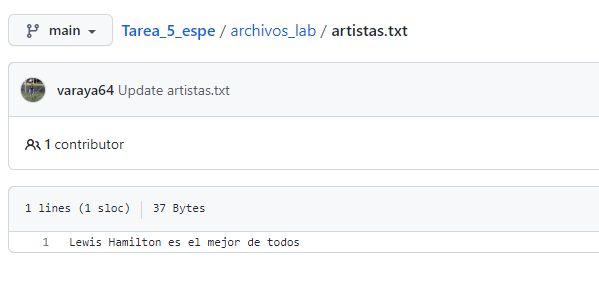 main Tarea_5_espe / archivos_lab / artistas.txt
varaya64 Update artistas.txt
1 contributor
1 lines (1 sloc) 37 Bytes
1 Lewis Hamilton es el mejor de todos